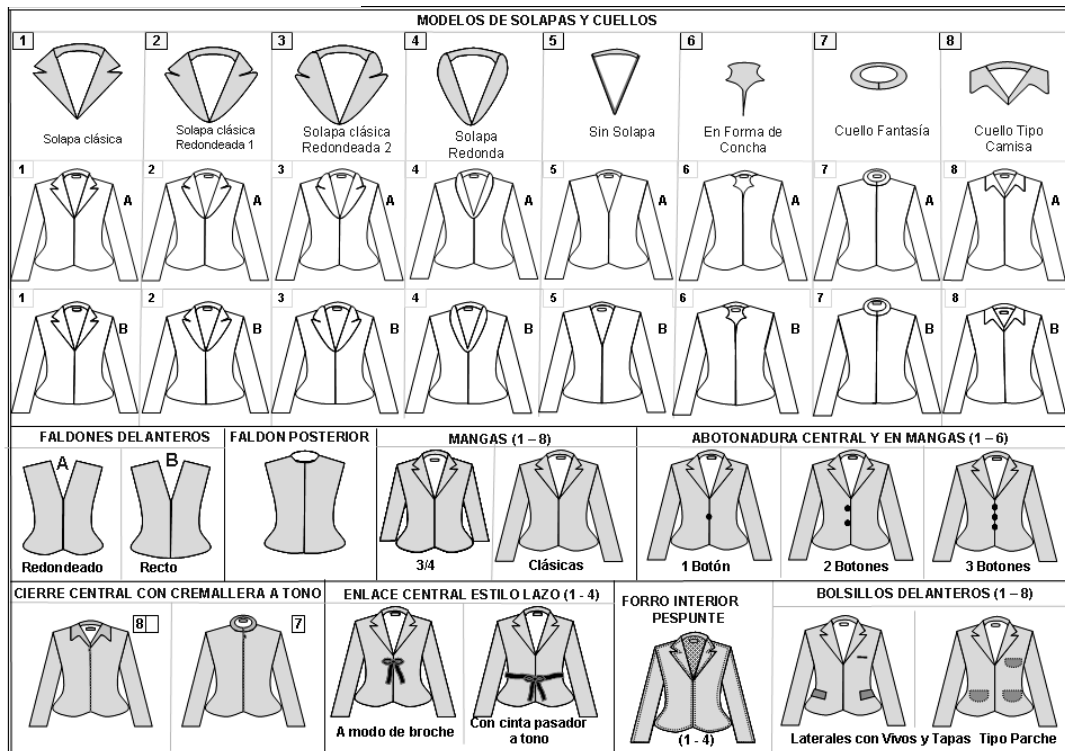 MODELOS DE SOLAPAS Y CUELLOS
1 2 3 4 5 6 7 8
Solapa clásica
Solapa clásica
Redondeada 1
Solapa clásica
Redondeada 2
Solapa
Redonda
Sin Solapa
En Forma de
Concha
Cuello Fantasía
Cuello Tipo
Camisa
1 A 2 A 3 A 4 A 5 A 6 A 7 A 8 A
1 B 2 B 3 B 4 B 5 B 6 B 7 B 8 B
FALDONES DELANTEROS
A B
Redondeado Recto
FALDON POSTERIOR
MANGAS (1 – 8)
3/4 Clásicas
ABOTONADURA CENTRAL Y EN MANGAS (1 – 6)
1 Botón 2 Botones 3 Botones
CIERRE CENTRAL CON CREMALLERA A TONO
8 7
ENLACE CENTRAL ESTILO LAZO (1 - 4)
A modo de broche
Con cinta pasador
a tono
FORRO INTERIOR
PESPUNTE
(1 - 4)
BOLSILLOS DELANTEROS (1 – 8)
Laterales con Vivos y Tapas Tipo Parche